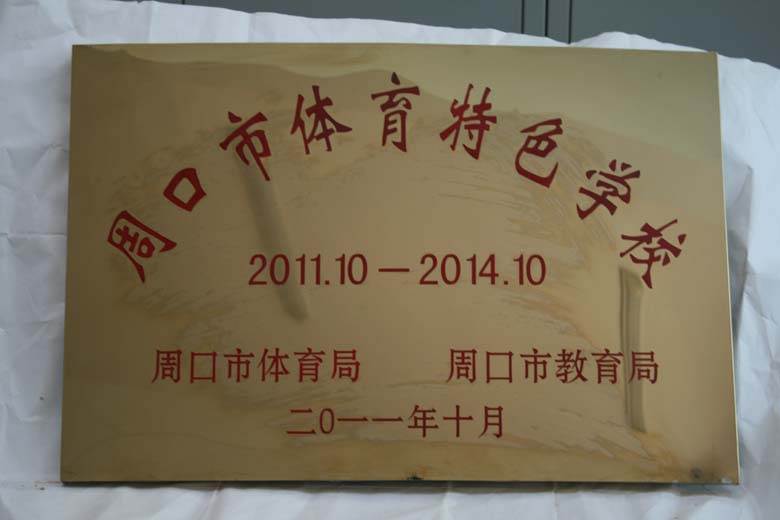 周口市体育特色学校
2011.10－2014.10
周口市体育局 周口市教育局
二0一一年十月